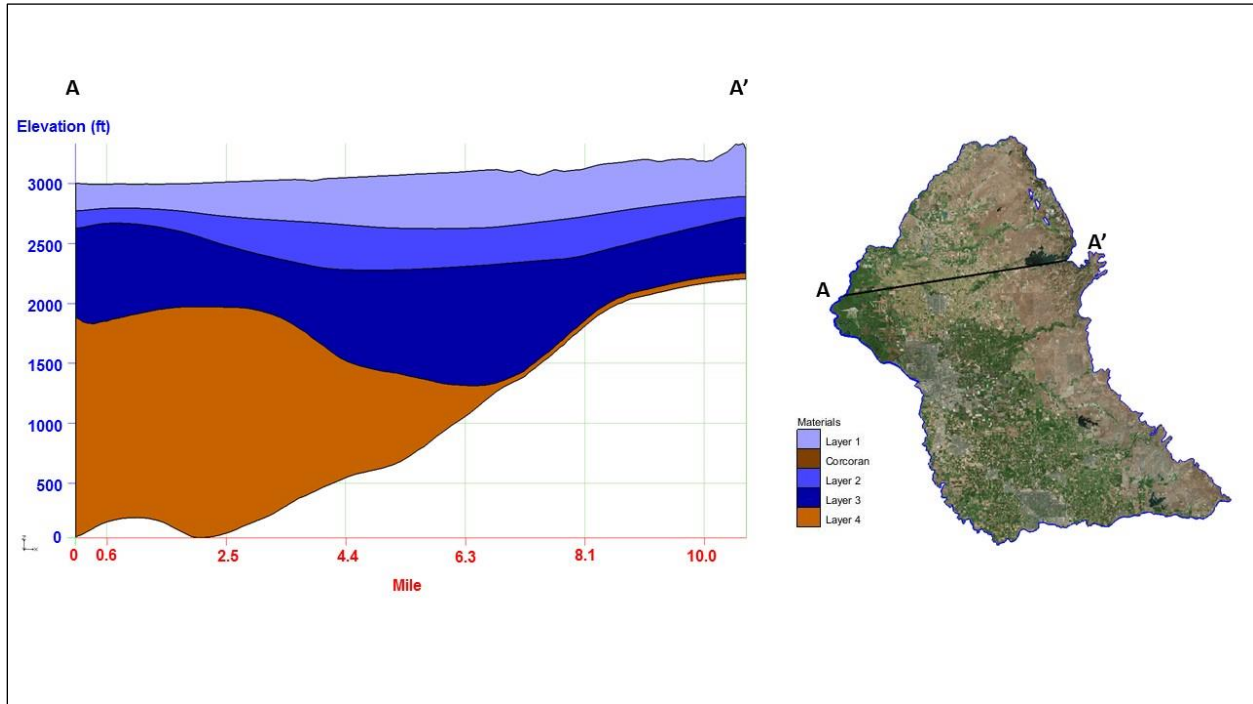 A
A'
Elevation (ft)
3000
2500
2000
1500
1000
500
0
0 0.6 2.5 4.4 6.3 8.1 10.0
Mile
A
A'
Materials
Layer 1
Corcoran
Layer 2
Layer 3
Layer 4